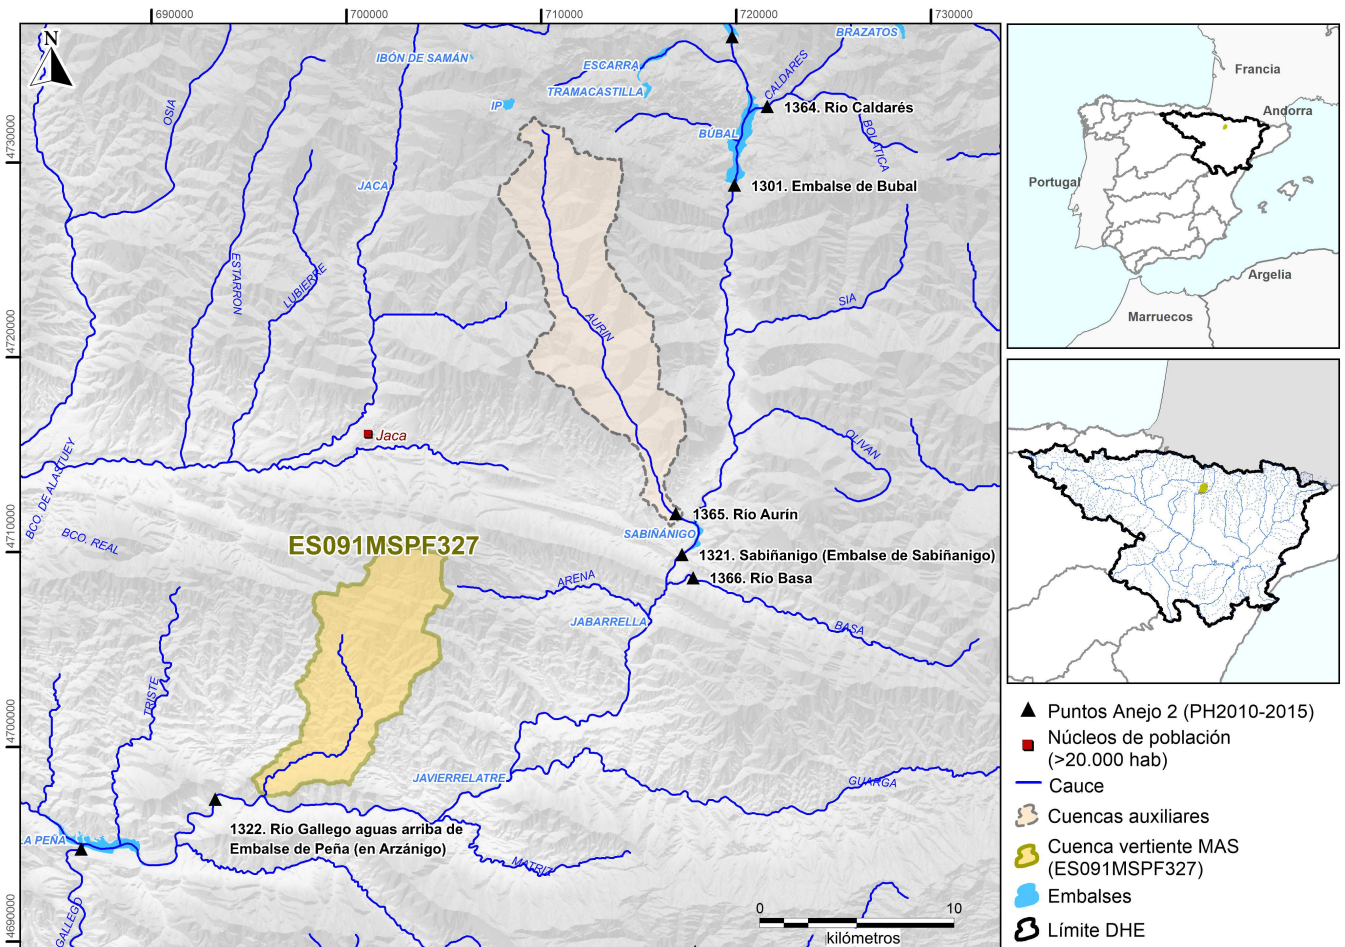 690000
700000
710000
720000
730000
4730000
4720000
4710000
4700000
4690000
N
BRAZATOS
IBÓN DE SAMÁN
ESCARRA
TRAMACASTILLA
IP
CALDARES
1364. Río Caldarés
OSIA
BUBAL
BOLATICA
JACA
1301. Embalse de Bubal
ESTARRON
LUBIERRE
SIA
AURIN
Jaca
OLIVAN
BCO. DE ALASTUEY
BCO. REAL
1365. Río Aurín
SABIÑÁNIGO
ES091MSPF327
1321. Sabiñanigo (Embalse de Sabiñanigo)
ARENA
1366. Río Basa
JABARRELLA
BASA
TRISTE
JAVIERRELATRE
GUARGA
1322. Río Gallego aguas arriba de
Embalse de Peña (en Arzánigo)
LA PEÑA
MATRIZ
GALLEGO
0
10
kilómetros
Francia
Andorra
Portugal
Argelia
Marruecos
Puntos Anejo 2 (PH2010-2015)
Núcleos de población
(>20.000 hab)
Cauce
Cuencas auxiliares
Cuenca vertiente MAS
(ES091MSPF327)
Embalses
Límite DHE